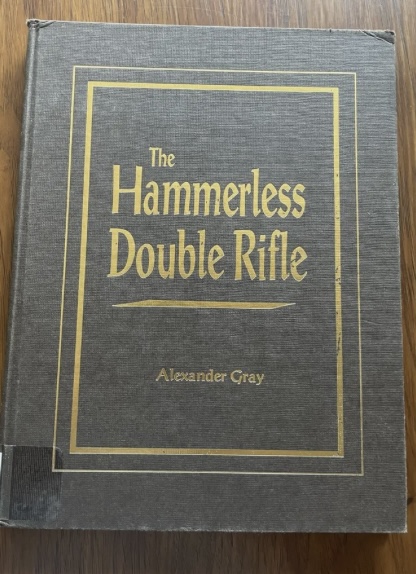 The
Hammerless
Double Rifle
Alexander Gray